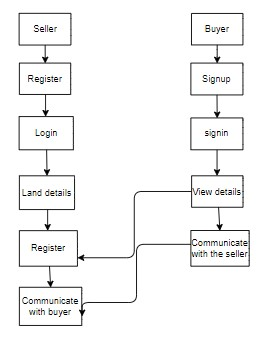 Seller
Buyer
Register
Signup
Login
signin
Land details
View details
Register
Communicate
with the seller
Communicate
with buyer